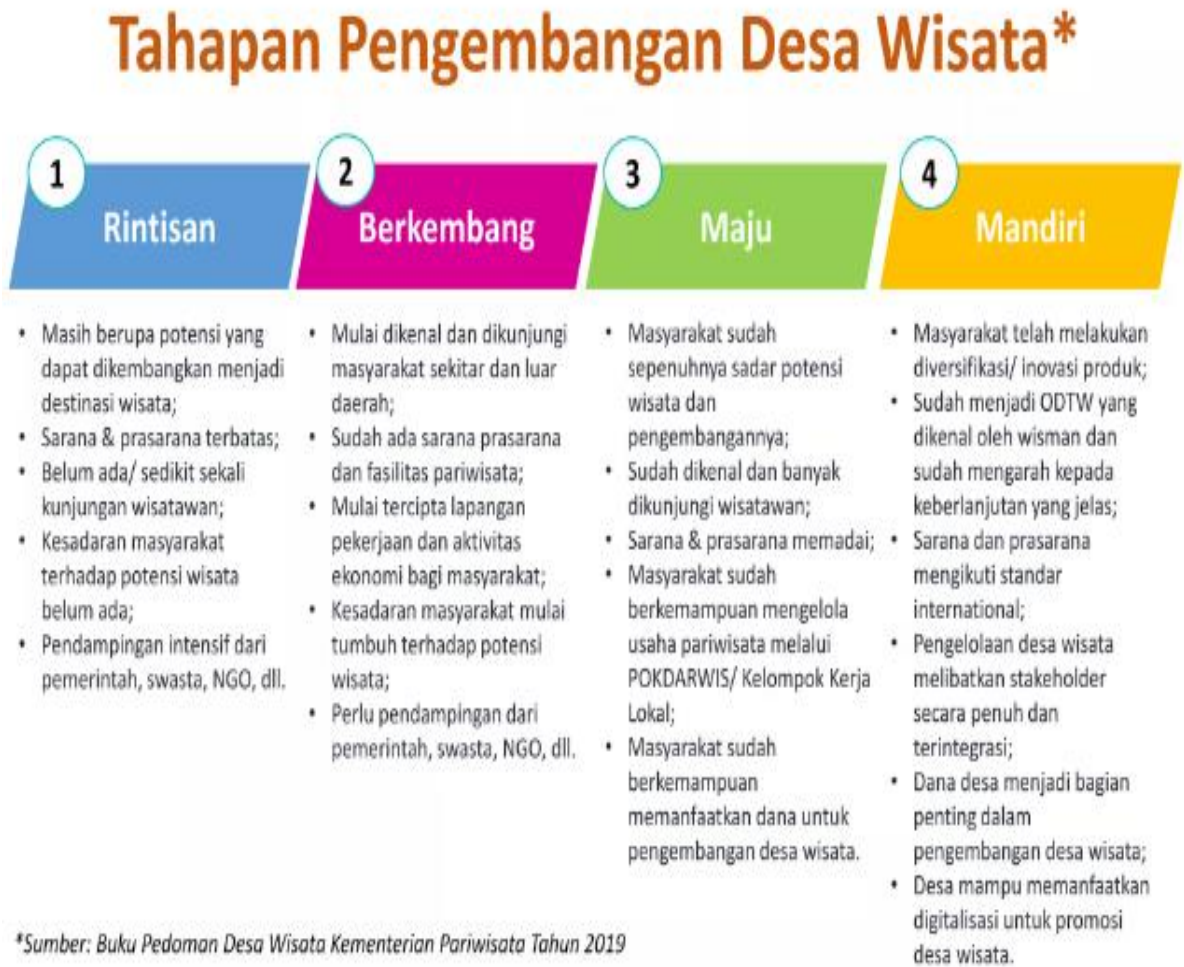 Tahapan Pengembangan Desa Wisata*
1
Rintisan
• Masih berupa potensi yang
dapat dikembangkan menjadi
destinasi wisata;
• Sarana & prasarana terbatas;
• Belum ada/ sedikit sekali
kunjungan wisatawan;
• Kesadaran masyarakat
terhadap potensi wisata
belum ada;
• Pendampingan intensif dari
pemerintah, swasta, NGO, dll.
2
Berkembang
• Mulai dikenal dan dikunjungi
masyarakat sekitar dan luar
daerah;
• Sudah ada sarana prasarana
dan fasilitas pariwisata;
• Mulai tercipta lapangan
pekerjaan dan aktivitas
ekonomi bagi masyarakat;
• Kesadaran masyarakat mulai
tumbuh terhadap potensi
wisata;
• Perlu pendampingan dari
pemerintah, swasta, NGO, dll.
3
Maju
• Masyarakat sudah
sepenuhnya sadar potensi
wisata dan
pengembangannya;
• Sudah dikenal dan banyak
dikunjungi wisatawan;
• Sarana & prasarana memadai;
• Masyarakat sudah
berkemampuan mengelola
usaha pariwisata melalui
POKDARWIS/ Kelompok Kerja
Lokal;
• Masyarakat sudah
berkemampuan
memanfaatkan dana untuk
pengembangan desa wisata.
4
Mandiri
• Masyarakat telah melakukan
diversifikasi/ inovasi produk;
• Sudah menjadi ODTW yang
dikenal oleh wisman dan
sudah mengarah kepada
keberlanjutan yang jelas;
• Sarana dan prasarana
mengikuti standar
international;
• Pengelolaan desa wisata
melibatkan stakeholder
secara penuh dan
terintegrasi;
• Dana desa menjadi bagian
penting dalam
pengembangan desa wisata;
• Desa mampu memanfaatkan
digitalisasi untuk promosi
desa wisata.
*Sumber: Buku Pedoman Desa Wisata Kementerian Pariwisata Tahun 2019